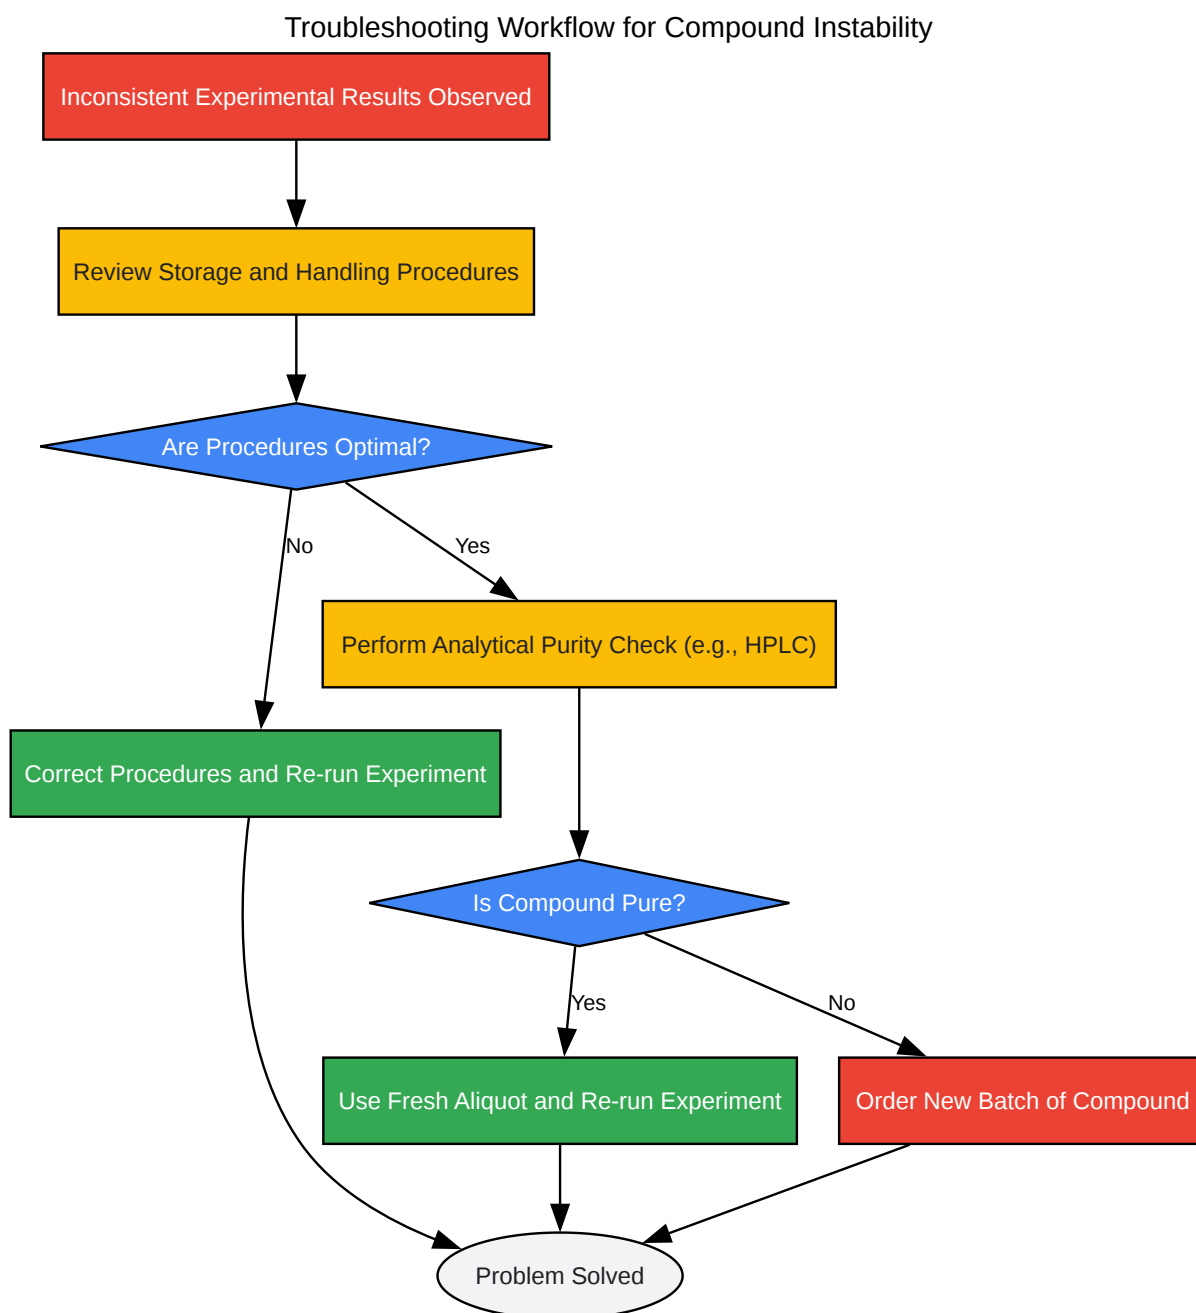 Troubleshooting Workflow for Compound Instability
Inconsistent Experimental Results Observed
Review Storage and Handling Procedures
Are Procedures Optimal?
No
Yes
Perform Analytical Purity Check (e.g., HPLC)
Correct Procedures and Re-run Experiment
Is Compound Pure?
Yes
No
Use Fresh Aliquot and Re-run Experiment
Order New Batch of Compound
Problem Solved